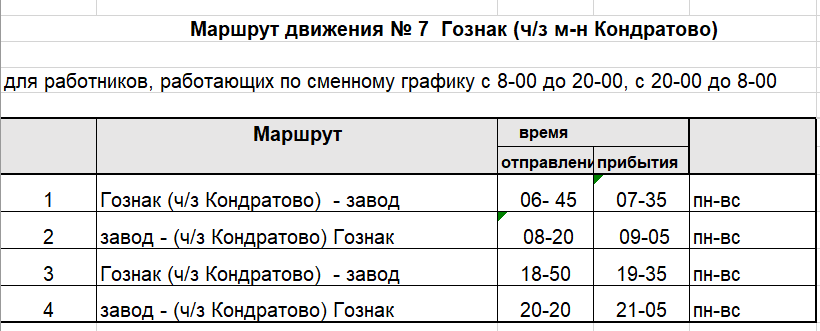 Маршрут движения № 7 Гознак (ч/з м-н Кондратово)
для работников, работающих по сменному графику с 8-00 до 20-00, с 20-00 до 8-00
Маршрут время
отправлени прибытия
1 Гознак (ч/з Кондратово) - завод 06- 45 07-35 пн-вс
2 завод - (ч/з Кондратово) Гознак 08-20 09-05 пн-вс
3 Гознак (ч/з Кондратово) - завод 18-50 19-35 пн-вс
4 завод - (ч/з Кондратово) Гознак 20-20 21-05 пн-вс